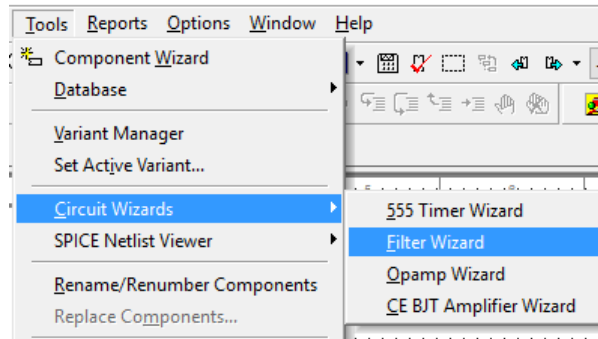 Tools Reports Options Window Help
Component Wizard
Database
Variant Manager
Set Active Variant...
Circuit Wizards
555 Timer Wizard
SPICE Netlist Viewer
Filter Wizard
Opamp Wizard
Rename/Renumber Components
CE BJT Amplifier Wizard
Replace Components...